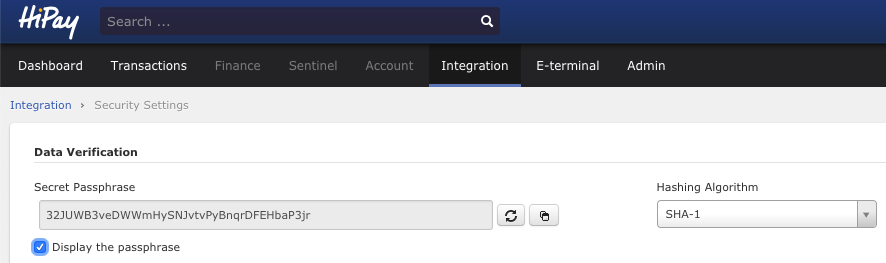 HiPay
Search ...
Dashboard Transactions Finance Sentinel Account Integration E-terminal Admin
Integration › Security Settings
Data Verification
Secret Passphrase
Hashing Algorithm
32JUWB3veDWWmHySNJvtvPyBnqrDFEHbaP3jr
SHA-1
Display the passphrase